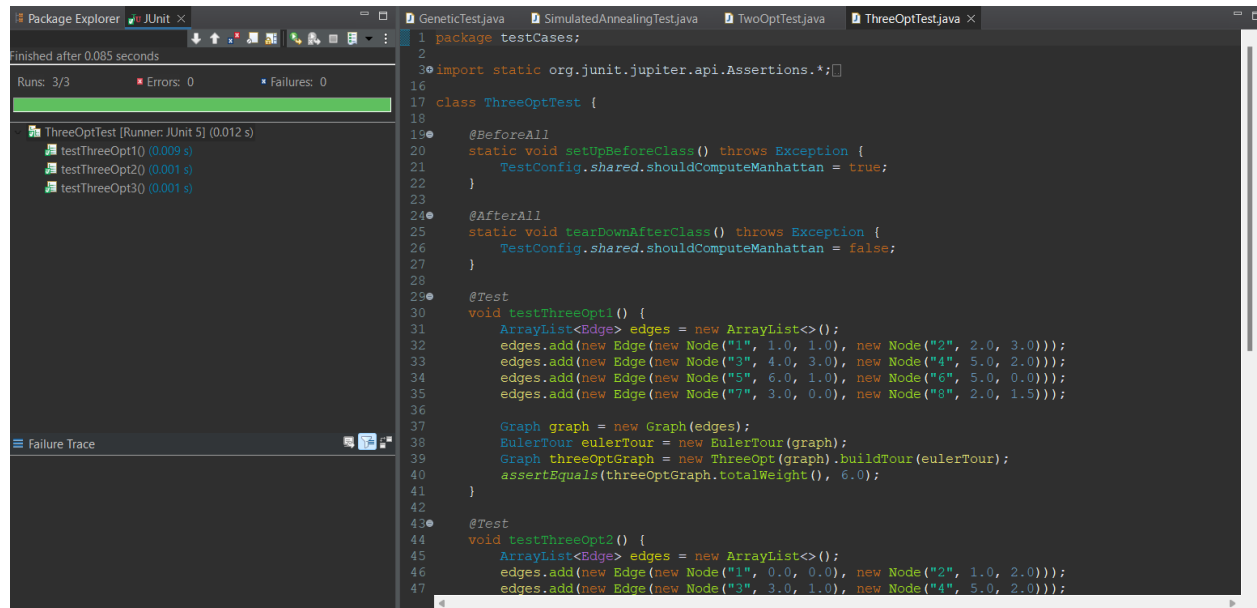 Package Explorer JUnit ×
Finished after 0.085 seconds
Runs: 3/3 Errors: 0 Failures: 0
ThreeOptTest [Runner: JUnit 5] (0.012 s)
testThreeOpt1() (0.009 s)
testThreeOpt2() (0.001 s)
testThreeOpt3() (0.001 s)
Failure Trace
GeneticTest.java SimulatedAnnealingTest.java TwoOptTest.java ThreeOptTest.java ×
1 package testCases;
2
3 import static org.junit.jupiter.api.Assertions.*;
16
17 class ThreeOptTest {
18
19 @BeforeAll
20 static void setUpBeforeClass() throws Exception {
21 TestConfig.shared.shouldComputeManhattan = true;
22 }
23
24 @AfterAll
25 static void tearDownAfterClass() throws Exception {
26 TestConfig.shared.shouldComputeManhattan = false;
27 }
28
29 @Test
30 void testThreeOpt1() {
31 ArrayList<Edge> edges = new ArrayList<>();
32 edges.add(new Edge(new Node("1", 1.0, 1.0), new Node("2", 2.0, 3.0)));
33 edges.add(new Edge(new Node("3", 4.0, 3.0), new Node("4", 5.0, 2.0)));
34 edges.add(new Edge(new Node("5", 6.0, 1.0), new Node("6", 5.0, 0.0)));
35 edges.add(new Edge(new Node("7", 3.0, 0.0), new Node("8", 2.0, 1.5)));
36
37 Graph graph = new Graph(edges);
38 EulerTour eulerTour = new EulerTour(graph);
39 Graph threeOptGraph = new ThreeOpt(graph).buildTour(eulerTour);
40 assertEquals(threeOptGraph.totalWeight(), 6.0);
41 }
42
43 @Test
44 void testThreeOpt2() {
45 ArrayList<Edge> edges = new ArrayList<>();
46 edges.add(new Edge(new Node("1", 0.0, 0.0), new Node("2", 1.0, 2.0)));
47 edges.add(new Edge(new Node("3", 3.0, 1.0), new Node("4", 5.0, 2.0)));